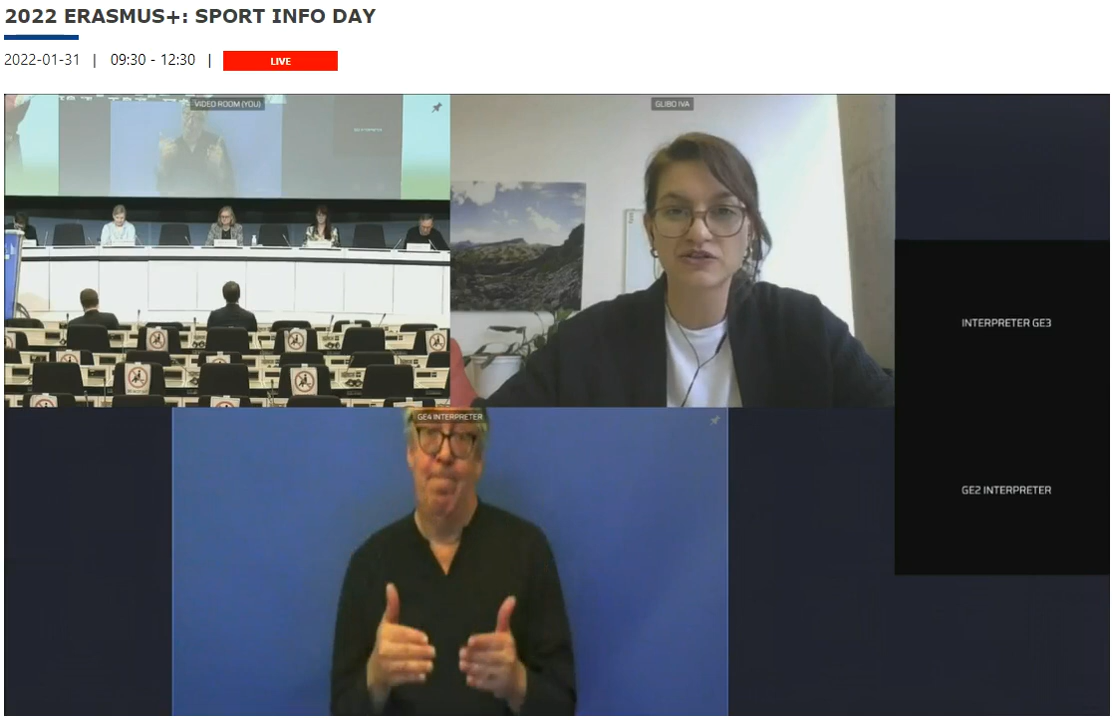 2022 ERASMUS+: SPORT INFO DAY
2022-01-31 | 09:30 - 12:30 | LIVE
VIDEO ROOM (YOU)
GLIBO IVA
INTERPRETER GE3
GE4 INTERPRETER
GE2 INTERPRETER